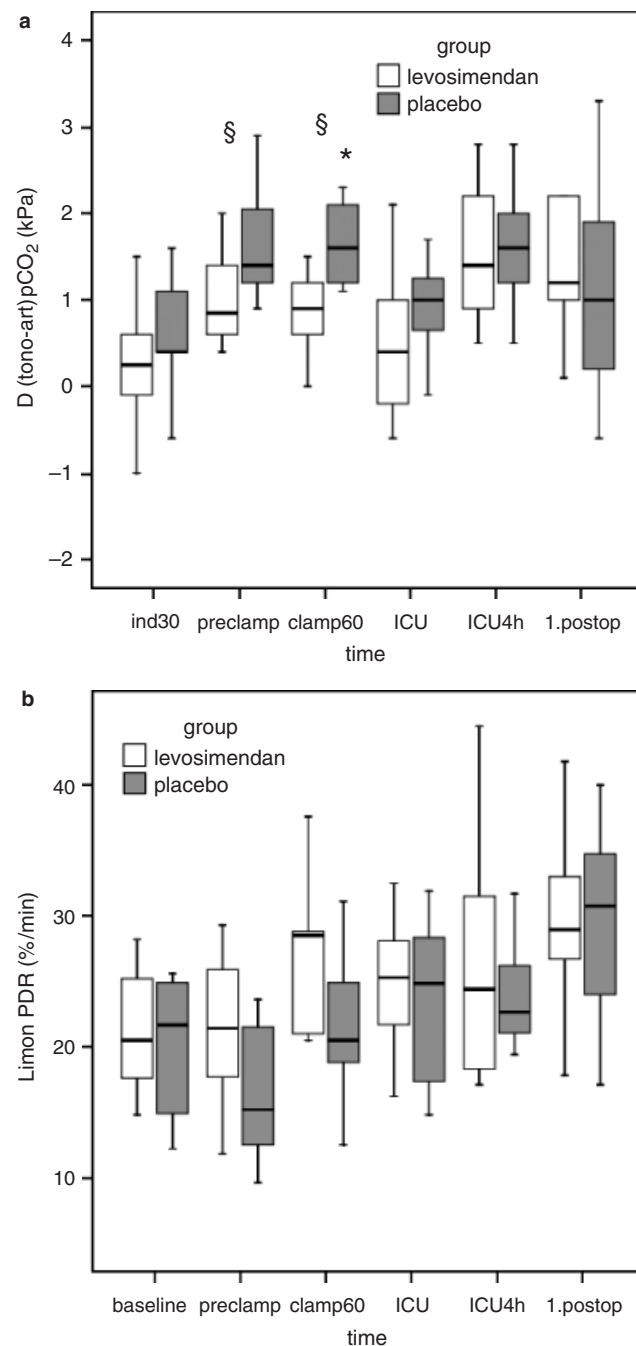 a
4
3
2
1
0
–1
–2
D (tono-art) pCO2 (kPa)
group
levosimendan
placebo
§
§
*
ind30 preclamp clamp60 ICU ICU4h 1.postop
time
b
40
30
20
10
Limon PDR (%/min)
group
levosimendan
placebo
baseline preclamp clamp60 ICU ICU4h 1.postop
time